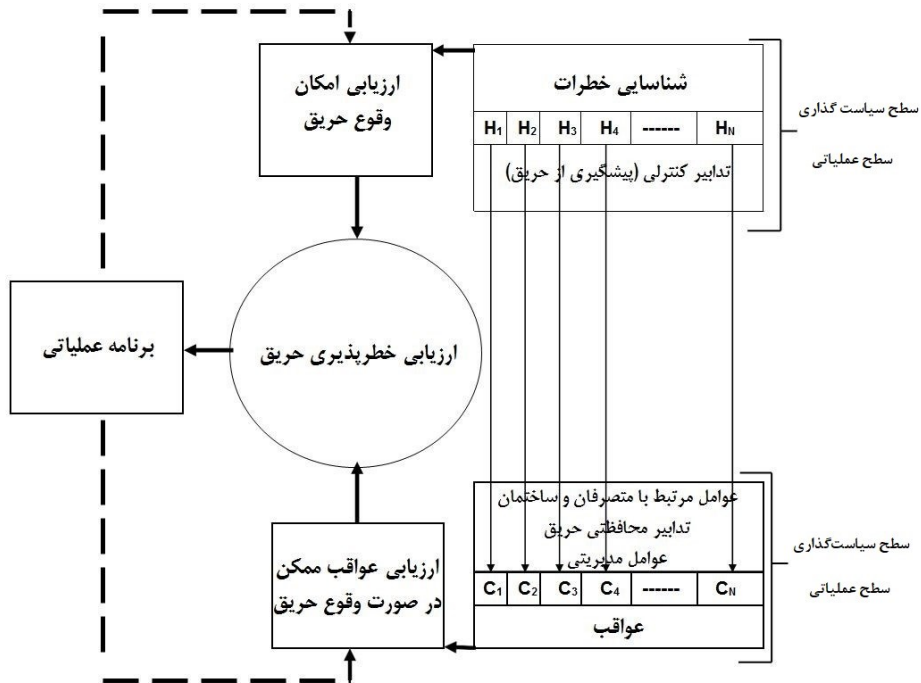 شناسایی خطرات
H1 H2 H3 H4 ------ HN
تدابیر کنترلی (پیشگیری از حریق)
سطح سیاست گذاری
سطح عملیاتی
ارزیابی امکان
وقوع حریق
ارزیابی خطرپذیری حریق
برنامه عملیاتی
عوامل مرتبط با متصرفان و ساختمان
تدابیر محافظتی حریق
عوامل مدیریتی
C1 C2 C3 C4 ------ CN
عواقب
سطح سیاست‌گذاری
سطح عملیاتی
ارزیابی عواقب ممکن
در صورت وقوع حریق